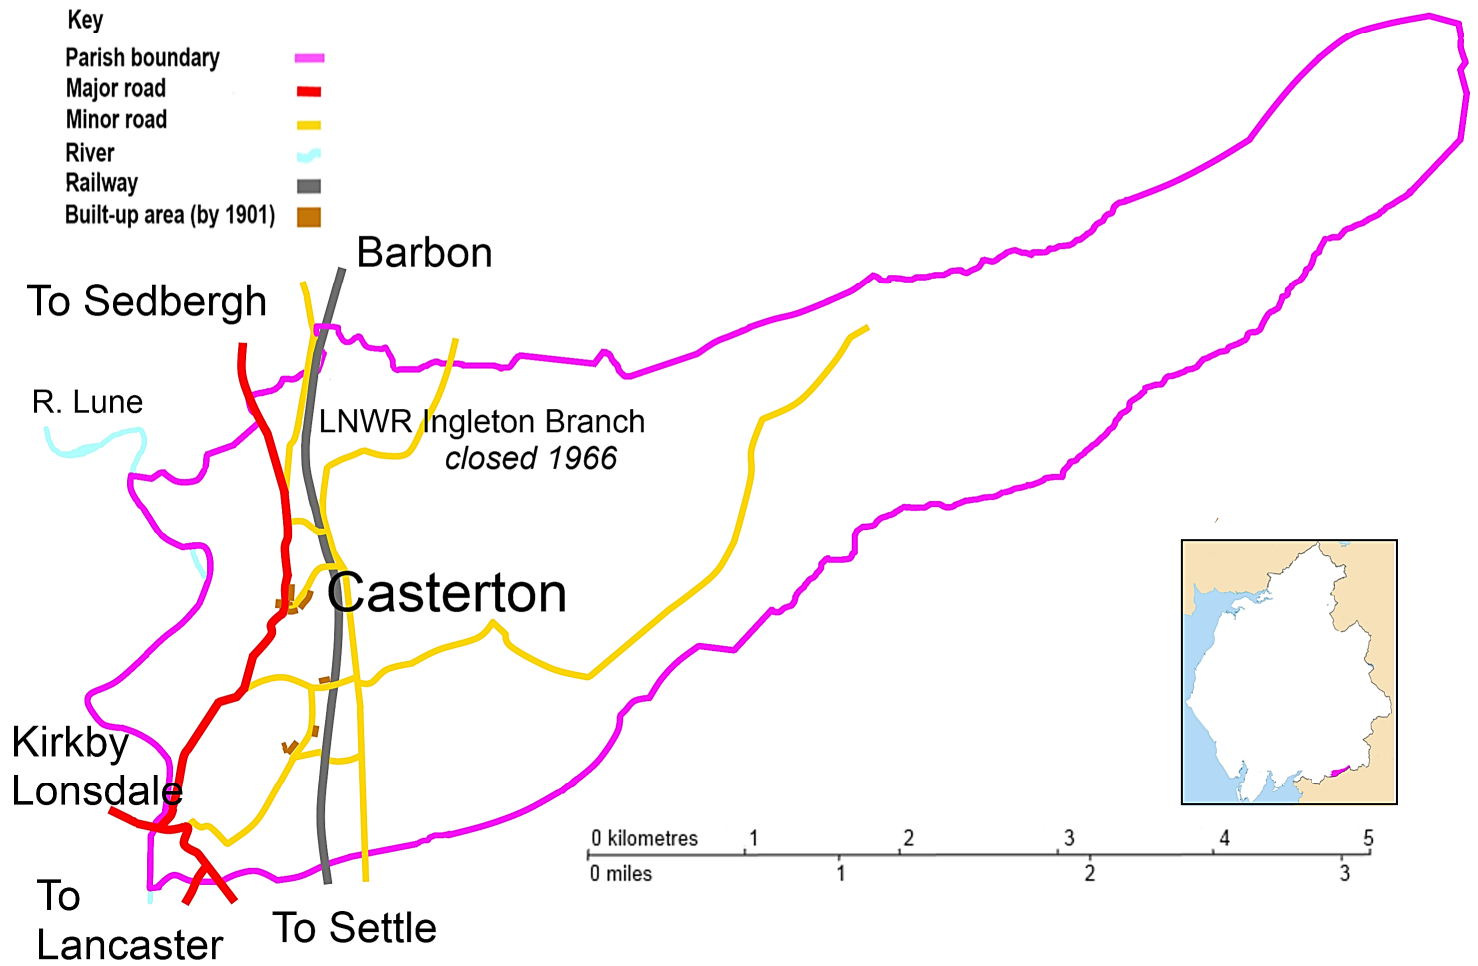 Key
Parish boundary
Major road
Minor road
River
Railway
Built-up area (by 1901)
Barbon
To Sedbergh
R. Lune
LNWR Ingleton Branch
closed 1966
Casterton
Kirkby
Lonsdale
0 kilometres 1 2 3 4 5
0 miles 1 2 3
To
Lancaster
To Settle